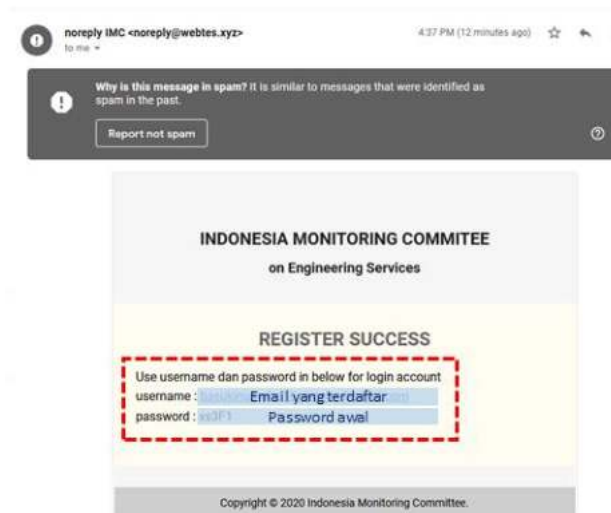 noreply IMC <noreply@webtes.xyz>
4:37 PM (12 minutes ago)
to me
Why is this message in spam? It is similar to messages that were identified as
spam in the past.
Report not spam
INDONESIA MONITORING COMMITEE
on Engineering Services
REGISTER SUCCESS
Use username dan password in below for login account
username : Email yang terdaftar
password : Password awal
Copyright © 2020 Indonesia Monitoring Committee.